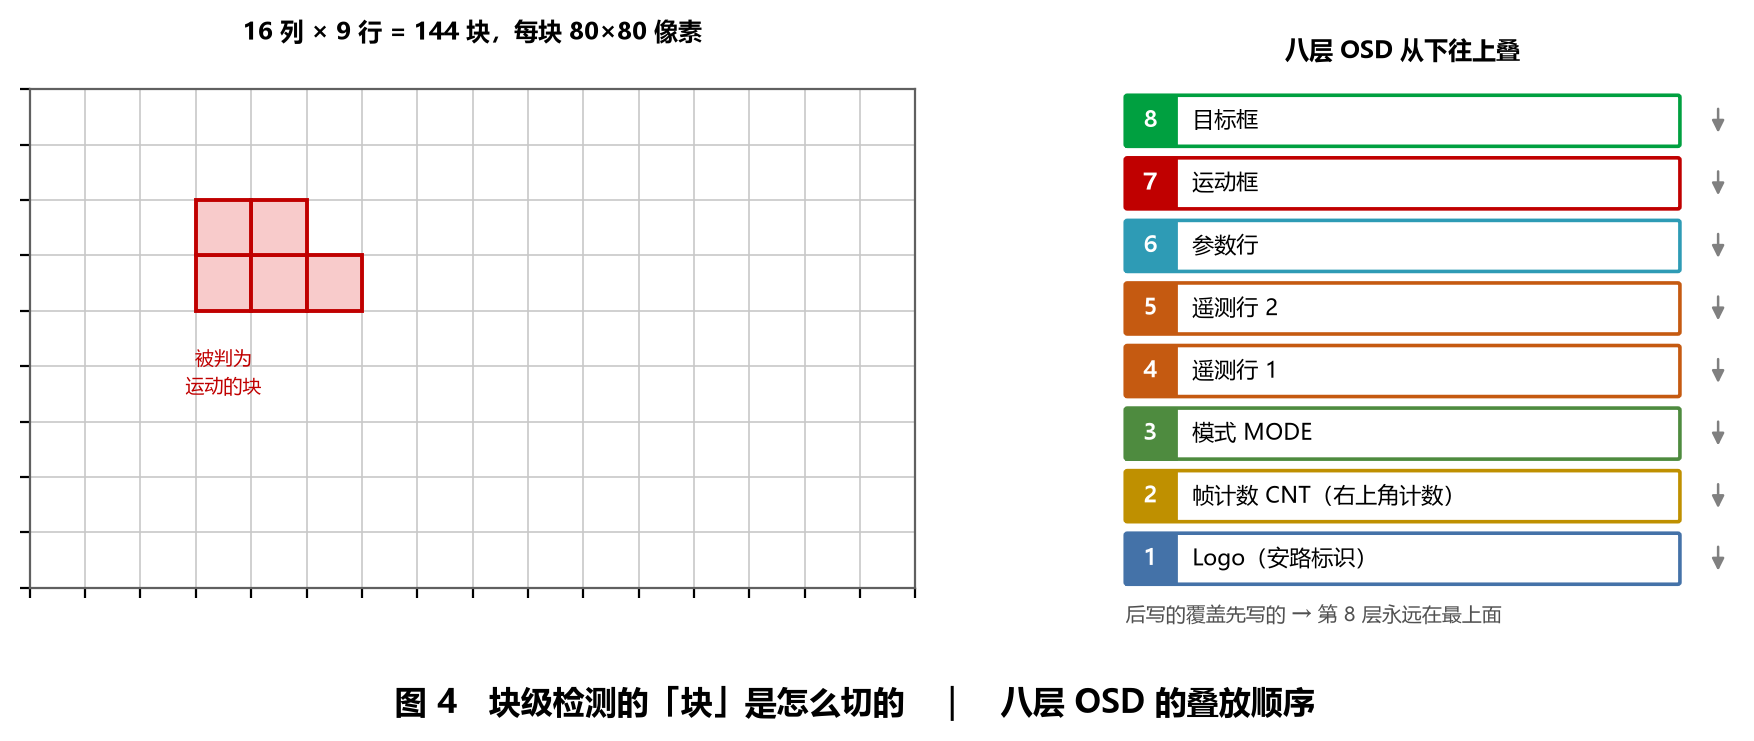 16 列 × 9 行 = 144 块，每块 80×80 像素
被判为
运动的块
八层 OSD 从下往上叠
8 目标框
7 运动框
6 参数行
5 遥测行 2
4 遥测行 1
3 模式 MODE
2 帧计数 CNT（右上角计数）
1 Logo（安路标识）
后写的覆盖先写的 → 第 8 层永远在最上面
图 4 块级检测的「块」是怎么切的 | 八层 OSD 的叠放顺序